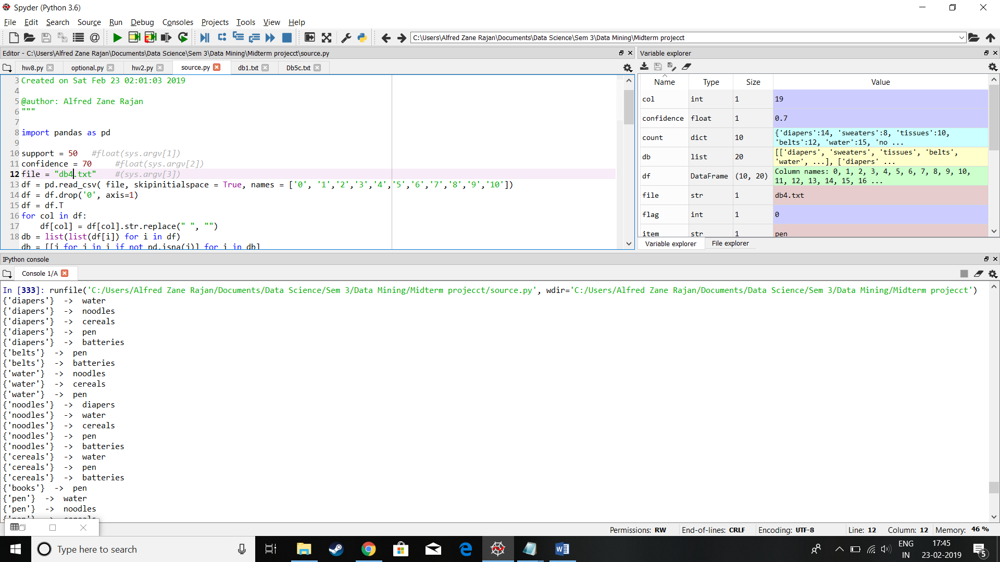 Spyder (Python 3.6)
File Edit Search Source Run Debug Consoles Projects Tools View Help
C:\Users\Alfred Zane Rajan\Documents\Data Science\Sem 3\Data Mining\Midterm projecct
Editor - C:\Users\Alfred Zane Rajan\Documents\Data Science\Sem 3\Data Mining\Midterm projecct\source.py
hw8.py optional.py hw2.py source.py db1.txt Db5c.txt
3 Created on Sat Feb 23 02:01:03 2019
4
5 @author: Alfred Zane Rajan
6 """
7
8 import pandas as pd
9
10 support = 50   #float(sys.argv[1])
11 confidence = 70     #float(sys.argv[2])
12 file = "db4.txt"    #(sys.argv[3])
13 df = pd.read_csv( file, skipinitialspace = True, names = ['0', '1','2','3','4','5','6','7','8','9','10'])
14 df = df.drop('0', axis=1)
15 df = df.T
16 for col in df:
17     df[col] = df[col].str.replace(" ", "")
18 db = list(list(df[i]) for i in df)
db = [[j for j in i if not pd.isna(j)] for i in db]
Variable explorer
Name Type Size Value
col int 1 19
confidence float 1 0.7
count dict 10 {'diapers':14, 'sweaters':8, 'tissues':10,
'belts':12, 'water':15, 'no ...
db list 20 [['diapers', 'sweaters', 'tissues', 'belts',
'water', ...], ['diapers' ...
df DataFrame (10, 20) Column names: 0, 1, 2, 3, 4, 5, 6, 7, 8, 9, 10,
11, 12, 13, 14, 15, 16 ...
file str 1 db4.txt
flag int 1 0
item str 1 pen
Variable explorer File explorer
IPython console
Console 1/A
In [333]: runfile('C:/Users/Alfred Zane Rajan/Documents/Data Science/Sem 3/Data Mining/Midterm projecct/source.py', wdir='C:/Users/Alfred Zane Rajan/Documents/Data Science/Sem 3/Data Mining/Midterm projecct')
{'diapers'}  ->  water
{'diapers'}  ->  noodles
{'diapers'}  ->  cereals
{'diapers'}  ->  pen
{'diapers'}  ->  batteries
{'belts'}  ->  pen
{'belts'}  ->  batteries
{'water'}  ->  noodles
{'water'}  ->  cereals
{'water'}  ->  pen
{'noodles'}  ->  diapers
{'noodles'}  ->  water
{'noodles'}  ->  cereals
{'noodles'}  ->  pen
{'noodles'}  ->  batteries
{'cereals'}  ->  water
{'cereals'}  ->  pen
{'cereals'}  ->  batteries
{'books'}  ->  pen
{'pen'}  ->  water
{'pen'}  ->  noodles
Permissions: RW End-of-lines: CRLF Encoding: UTF-8 Line: 12 Column: 12 Memory: 46 %
Type here to search
ENG
IN
17:45
23-02-2019
5